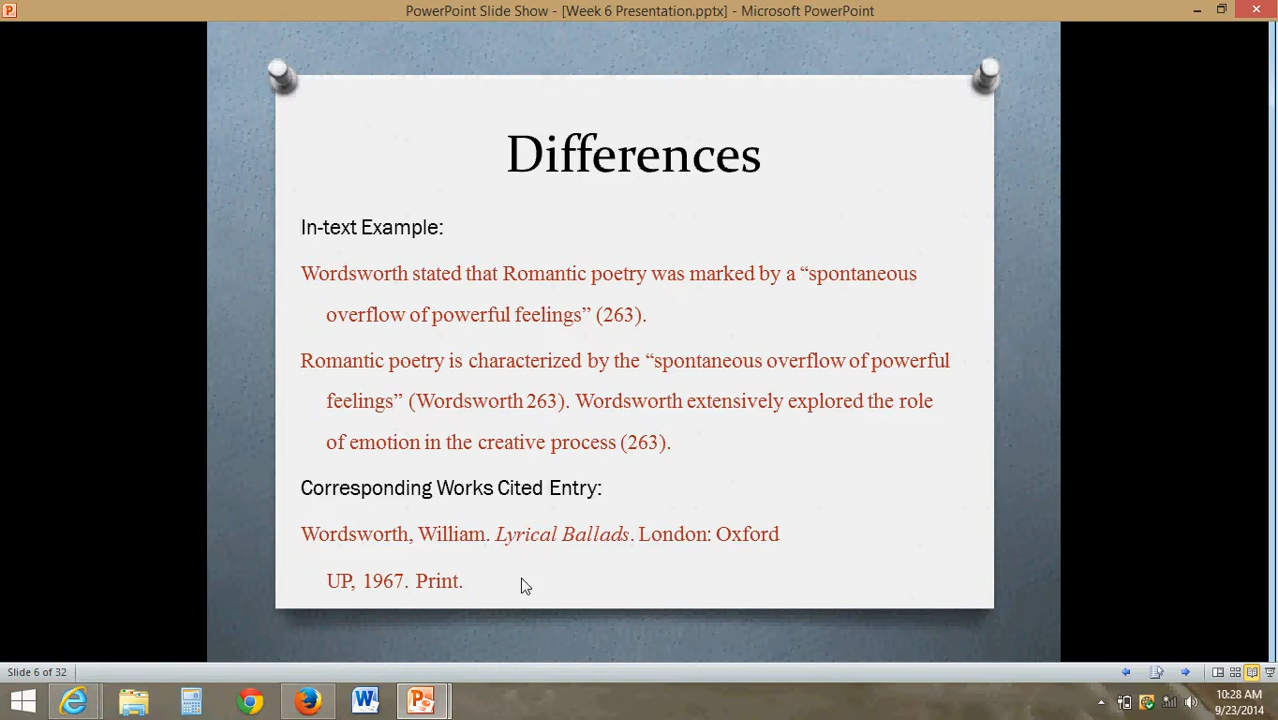 PowerPoint Slide Show - [Week 6 Presentation.pptx] - Microsoft PowerPoint
Differences
In-text Example:
Wordsworth stated that Romantic poetry was marked by a “spontaneous
overflow of powerful feelings” (263).
Romantic poetry is characterized by the “spontaneous overflow of powerful
feelings” (Wordsworth 263). Wordsworth extensively explored the role
of emotion in the creative process (263).
Corresponding Works Cited Entry:
Wordsworth, William. Lyrical Ballads. London: Oxford
UP, 1967. Print.
Slide 6 of 32
10:28 AM
9/23/2014